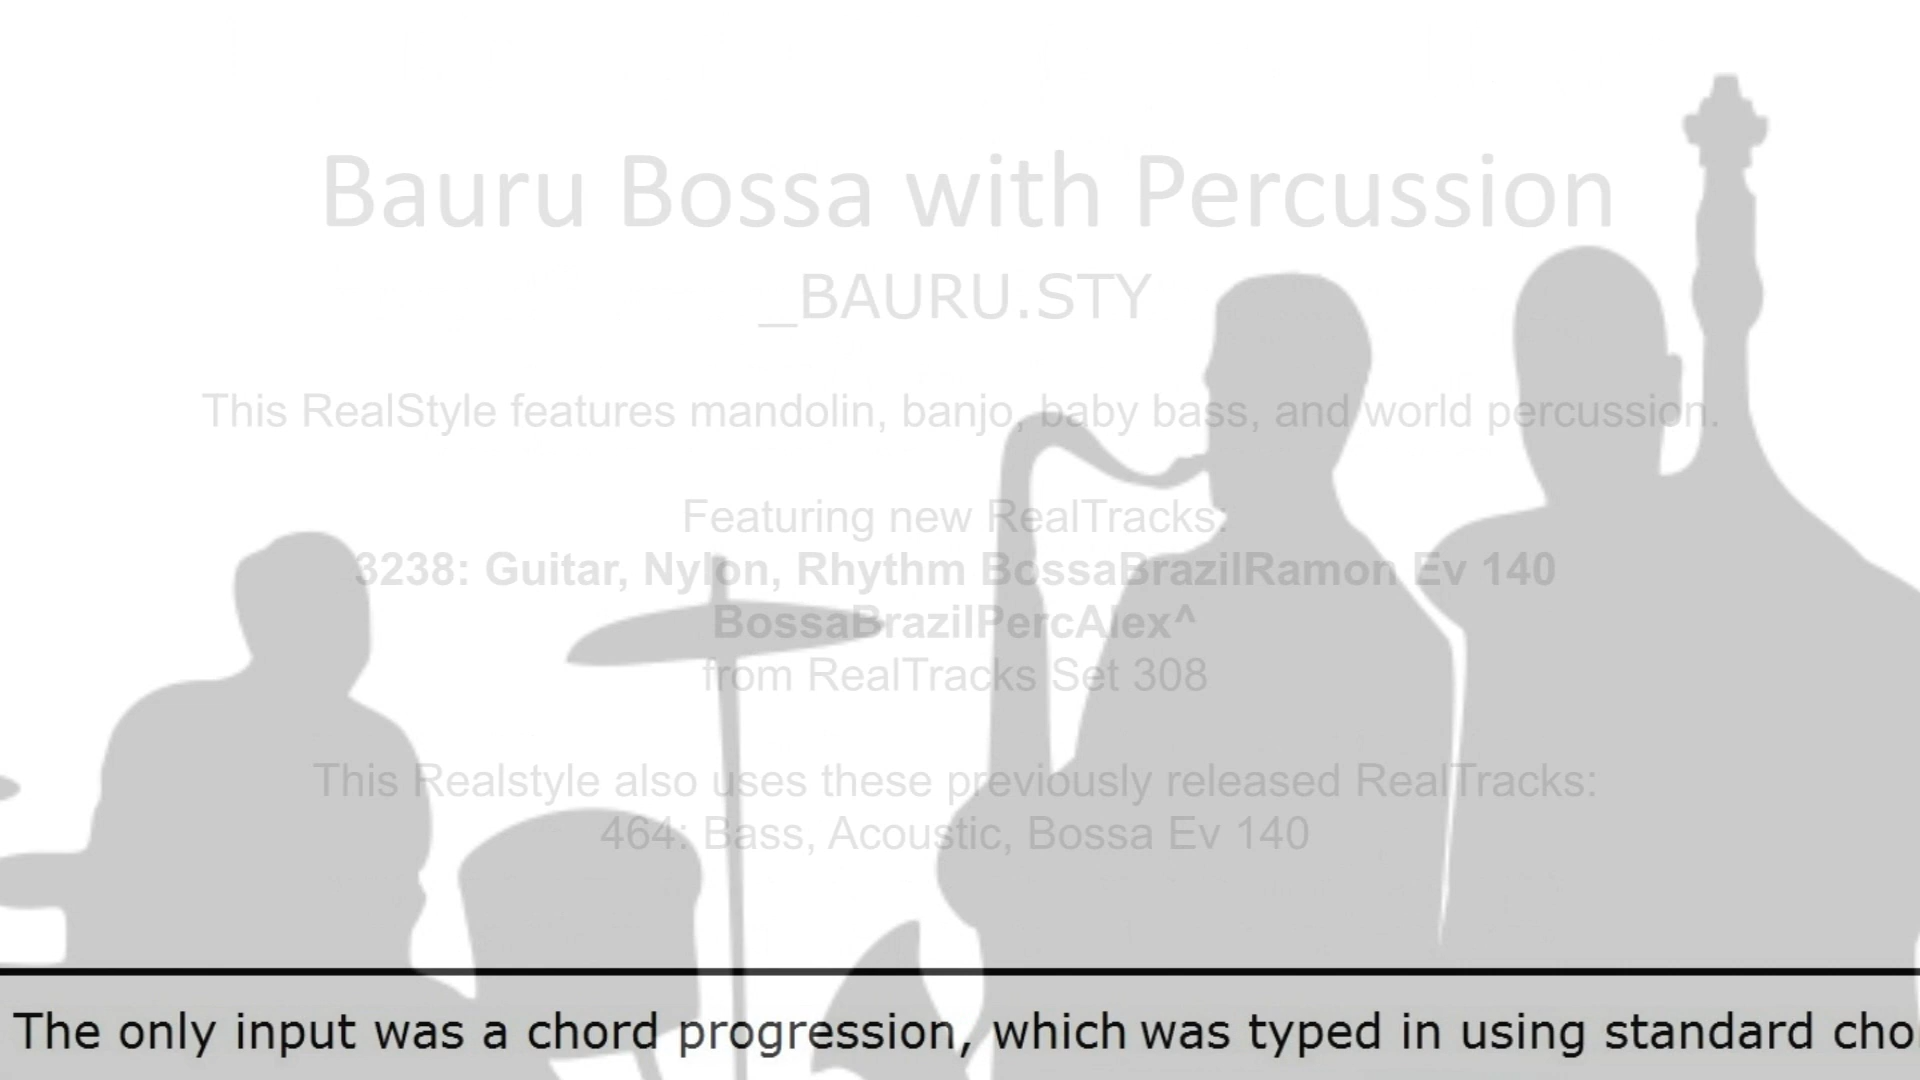 Bauru Bossa with Percussion
_BAURU.STY
This RealStyle features mandolin, banjo, baby bass, and world percussion.
Featuring new RealTracks:
3238: Guitar, Nylon, Rhythm BossaBrazilRamon Ev 140
BossaBrazilPercAlex^
from RealTracks Set 308
This Realstyle also uses these previously released RealTracks:
464: Bass, Acoustic, Bossa Ev 140
The only input was a chord progression, which was typed in using standard cho